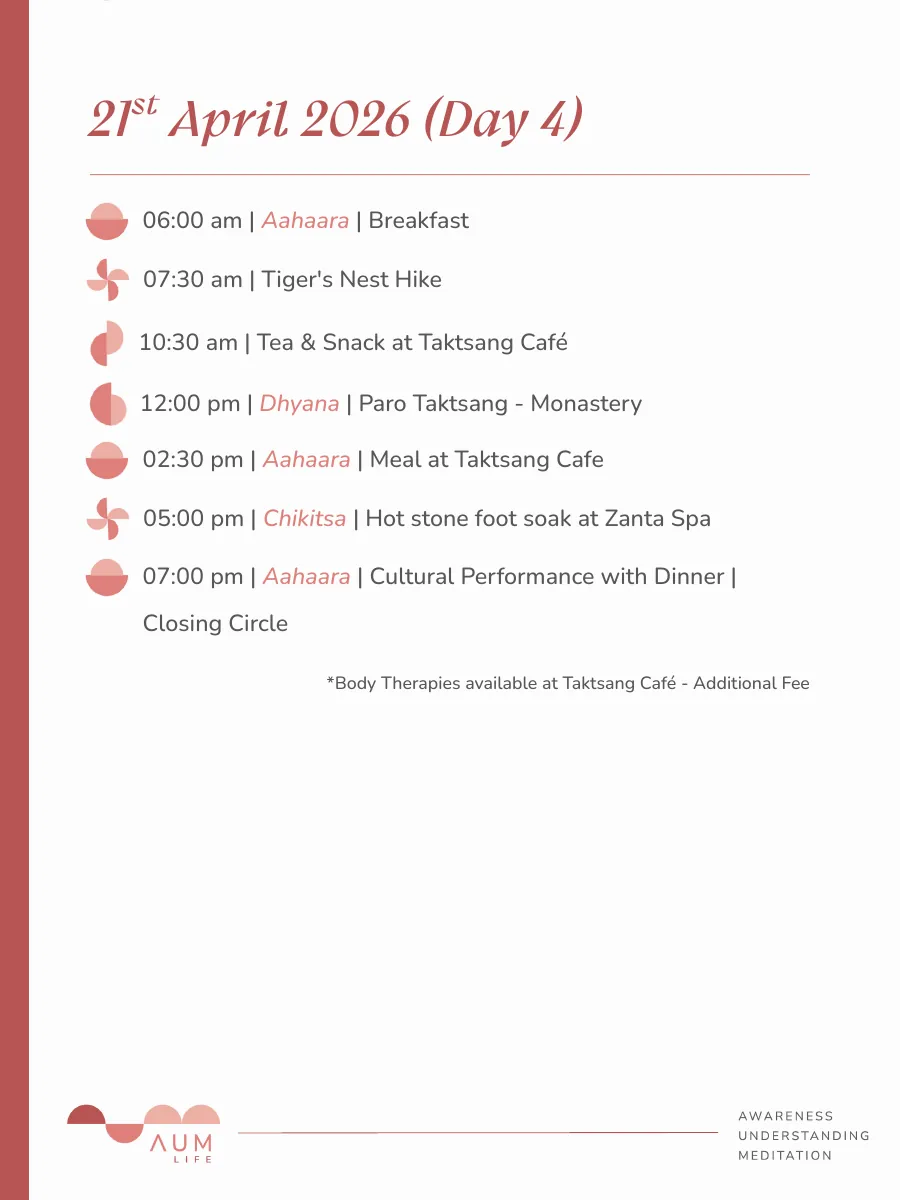 21st April 2026 (Day 4)
06:00 am | Aahaara | Breakfast
07:30 am | Tiger's Nest Hike
10:30 am | Tea & Snack at Taktsang Café
12:00 pm | Dhyana | Paro Taktsang - Monastery
02:30 pm | Aahaara | Meal at Taktsang Cafe
05:00 pm | Chikitsa | Hot stone foot soak at Zanta Spa
07:00 pm | Aahaara | Cultural Performance with Dinner |
Closing Circle
*Body Therapies available at Taktsang Café - Additional Fee
AUM
LIFE
AWARENESS
UNDERSTANDING
MEDITATION